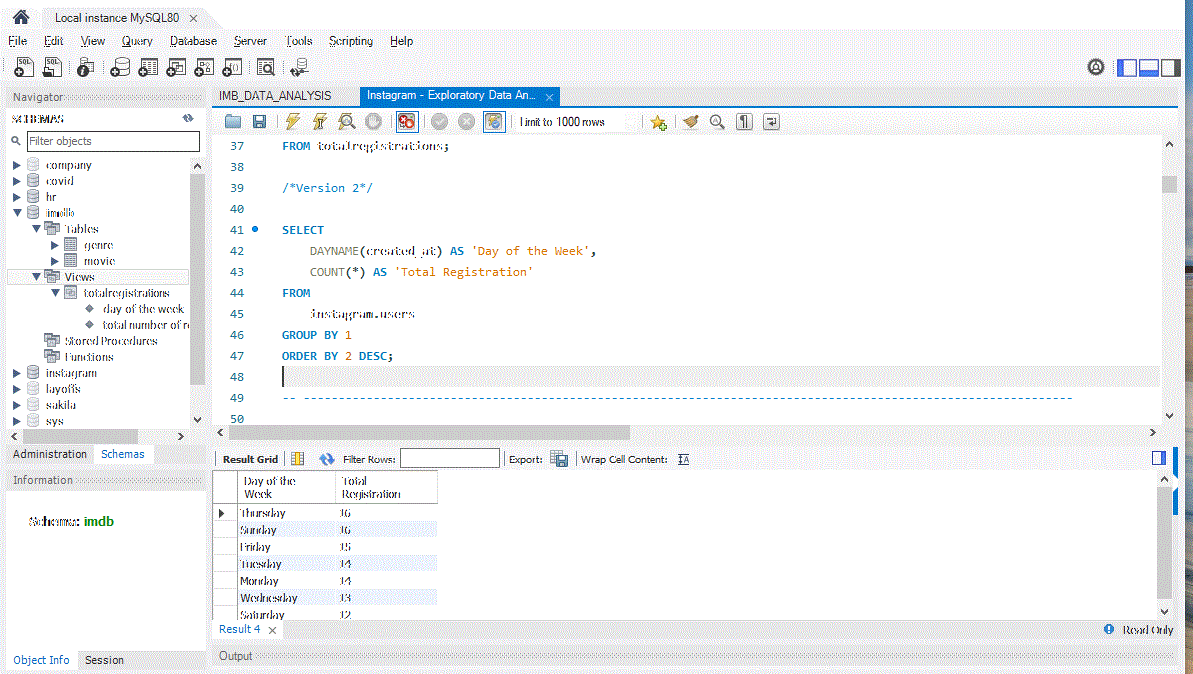 Local instance MySQL80
File Edit View Query Database Server Tools Scripting Help
Navigator
SCHEMAS
Filter objects
company
covid
hr
imdb
Tables
genre
movie
Views
totalregistrations
day of the week
total number of r
Stored Procedures
Functions
instagram
layoffs
sakila
sys
Administration Schemas
Information
Schema: imdb
Object Info Session
IMB_DATA_ANALYSIS Instagram - Exploratory Data An...
Limit to 1000 rows
37 FROM totalregistrations;
38
39 /*Version 2*/
40
41 SELECT
42 DAYNAME(created_at) AS 'Day of the Week',
43 COUNT(*) AS 'Total Registration'
44 FROM
45 instagram.users
46 GROUP BY 1
47 ORDER BY 2 DESC;
48
49 -- --------------------------------------------------------------------------------------------------------------
50
Result Grid Filter Rows: Export: Wrap Cell Content:
Day of the Week Total Registration
Thursday 16
Sunday 16
Friday 15
Tuesday 14
Monday 14
Wednesday 13
Saturday 12
Result 4 Read Only
Output